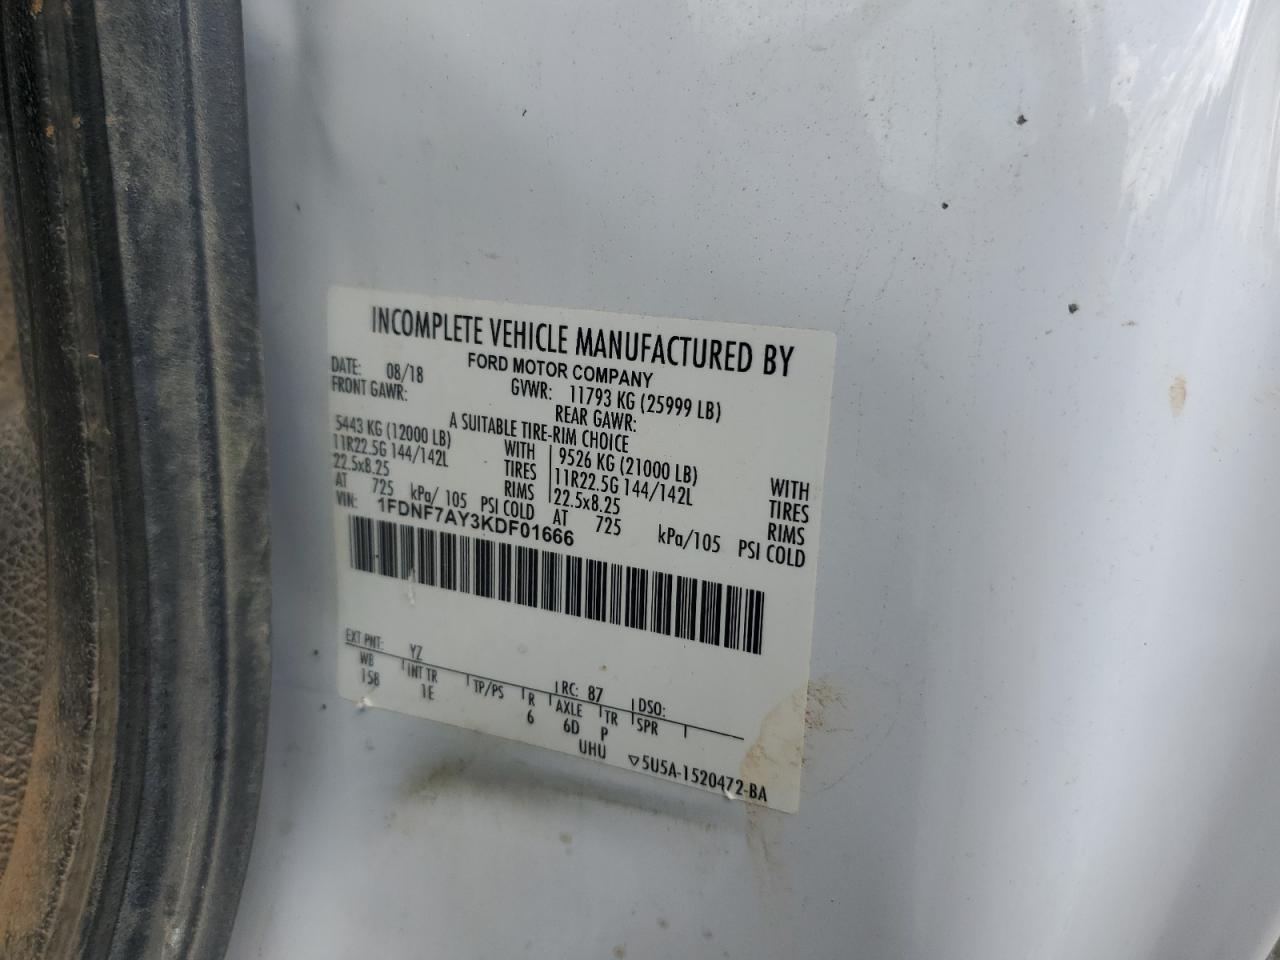 INCOMPLETE VEHICLE MANUFACTURED BY
FORD MOTOR COMPANY
DATE: 08/18 GVWR: 11793 KG (25999 LB)
FRONT GAWR: REAR GAWR:
A SUITABLE TIRE-RIM CHOICE
5443 KG (12000 LB) WITH 9526 KG (21000 LB) WITH
11R22.5G 144/142L TIRES 11R22.5G 144/142L TIRES
22.5x8.25 RIMS 22.5x8.25 RIMS
AT 725 kPa/ 105 PSI COLD AT 725 kPa/105 PSI COLD
VIN: 1FDNF7AY3KDF01666
EXT PNT: YZ RC: 87 DSO:
WB INT TR TP/PS R AXLE TR SPR
158 1E 6 6D P
UHU ▽5U5A-1520472-BA